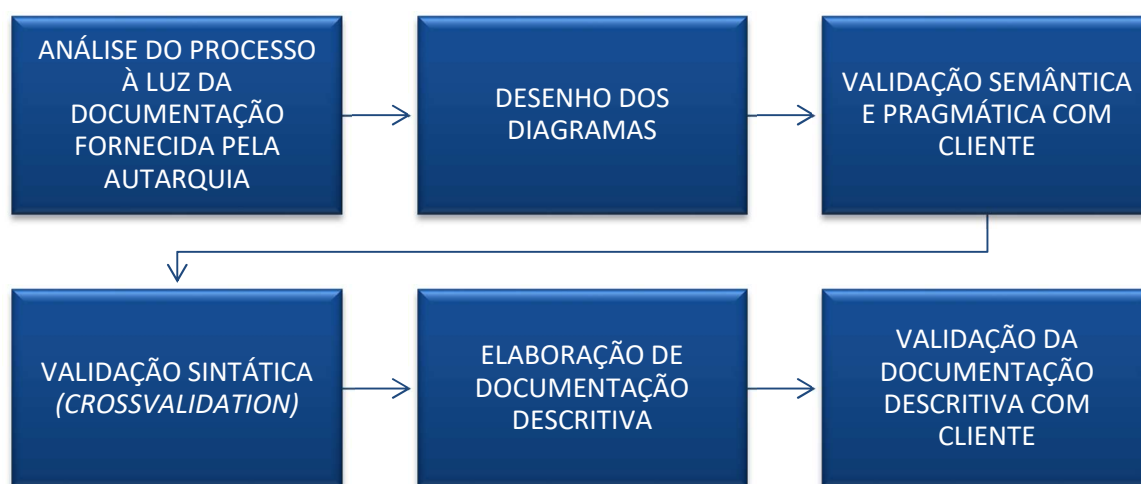 ANÁLISE DO PROCESSO
À LUZ DA
DOCUMENTAÇÃO
FORNECIDA PELA
AUTARQUIA
DESENHO DOS
DIAGRAMAS
VALIDAÇÃO SEMÂNTICA
E PRAGMÁTICA COM
CLIENTE
VALIDAÇÃO SINTÁTICA
(CROSSVALIDATION)
ELABORAÇÃO DE
DOCUMENTAÇÃO
DESCRITIVA
VALIDAÇÃO DA
DOCUMENTAÇÃO
DESCRITIVA COM
CLIENTE